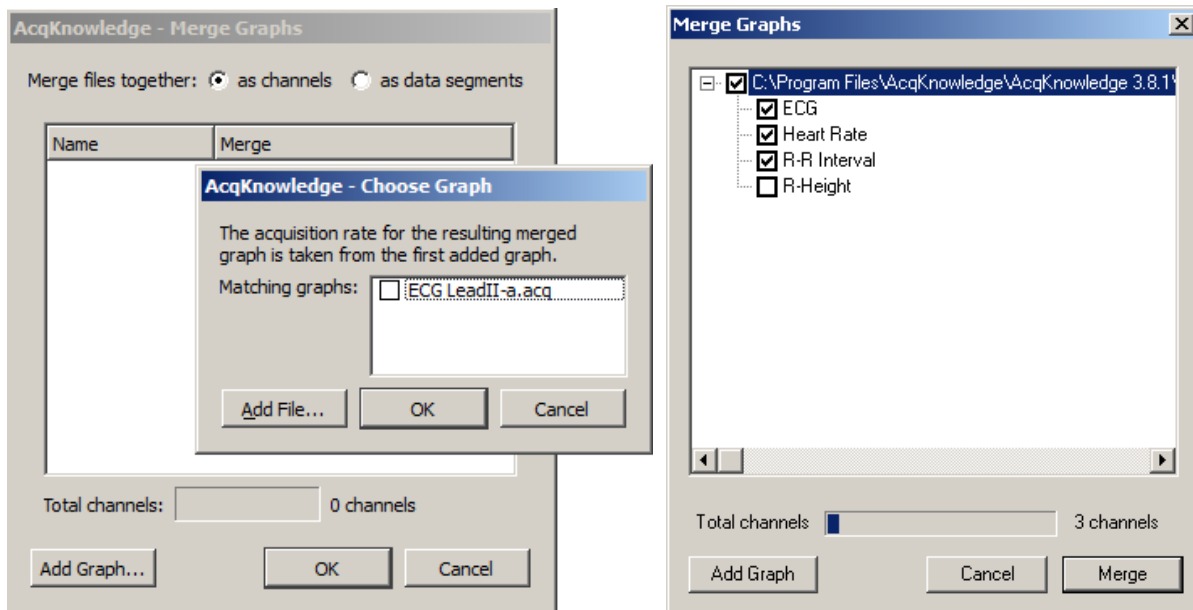 AcqKnowledge - Merge Graphs
Merge files together: as channels as data segments
Name Merge
AcqKnowledge - Choose Graph
The acquisition rate for the resulting merged
graph is taken from the first added graph.
Matching graphs: ECG LeadII-a.acq
Add File... OK Cancel
Total channels: 0 channels
Add Graph... OK Cancel
Merge Graphs
C:\Program Files\AcqKnowledge\AcqKnowledge 3.8.1\
ECG
Heart Rate
R-R Interval
R-Height
Total channels 3 channels
Add Graph Cancel Merge